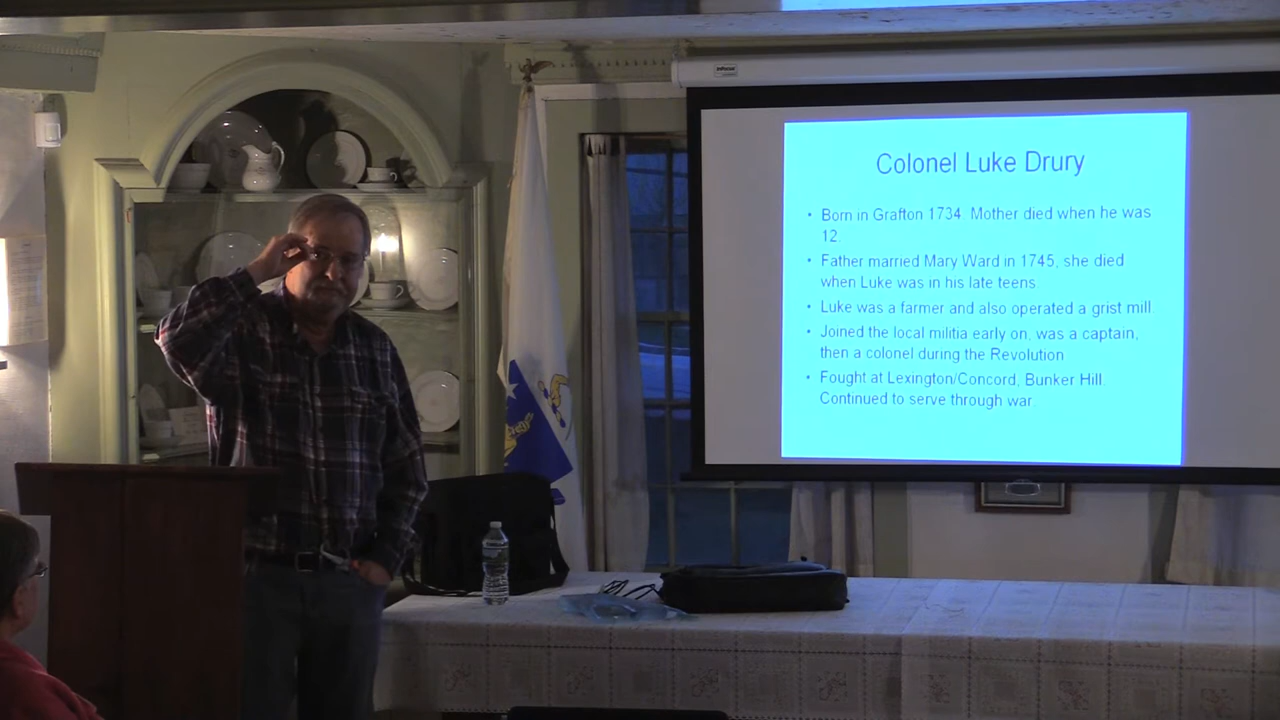 InFocus
Colonel Luke Drury
• Born in Grafton 1734. Mother died when he was
12.
• Father married Mary Ward in 1745, she died
when Luke was in his late teens.
• Luke was a farmer and also operated a grist mill.
• Joined the local militia early on, was a captain,
then a colonel during the Revolution
• Fought at Lexington/Concord, Bunker Hill.
Continued to serve through war.